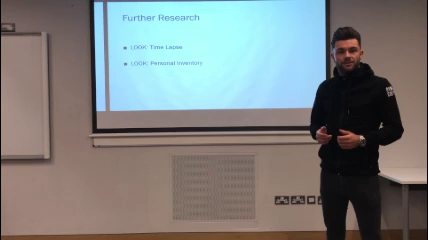 Further Research
LOOK: Time Lapse
LOOK: Personal Inventory